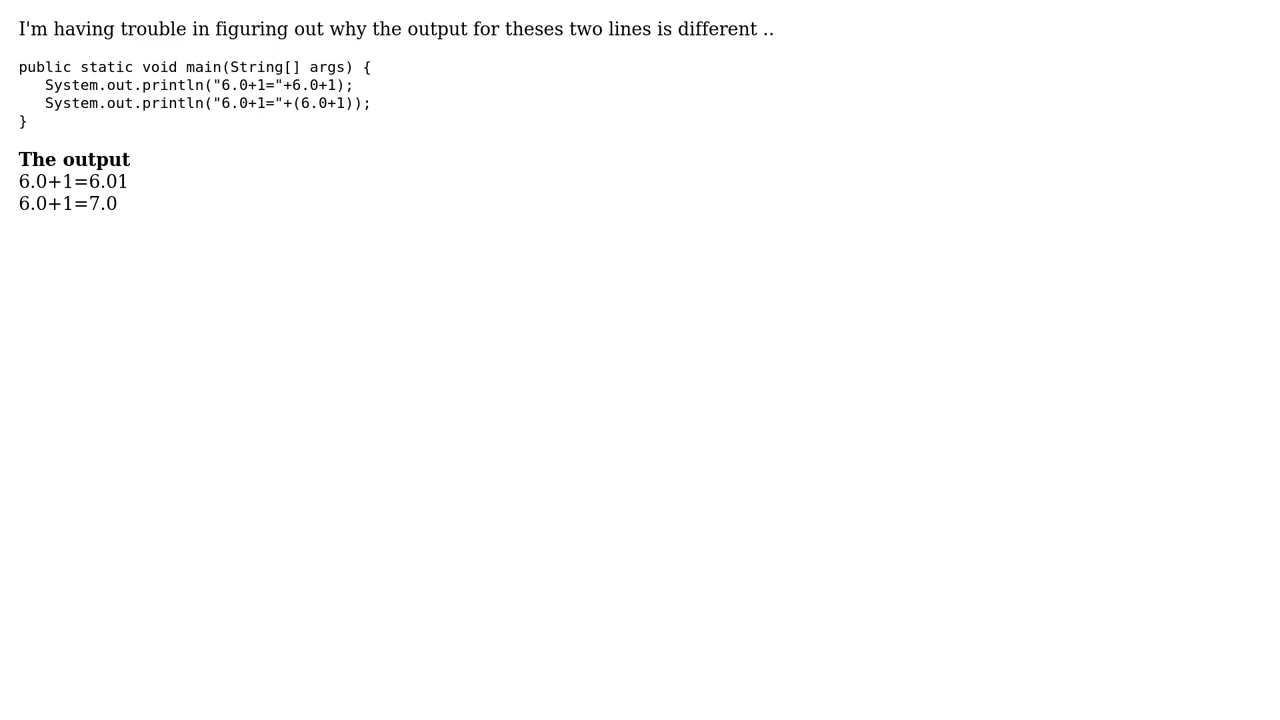 I'm having trouble in figuring out why the output for theses two lines is different ..
public static void main(String[] args) {
   System.out.println("6.0+1="+6.0+1);
   System.out.println("6.0+1="+(6.0+1));
}
The output
6.0+1=6.01
6.0+1=7.0